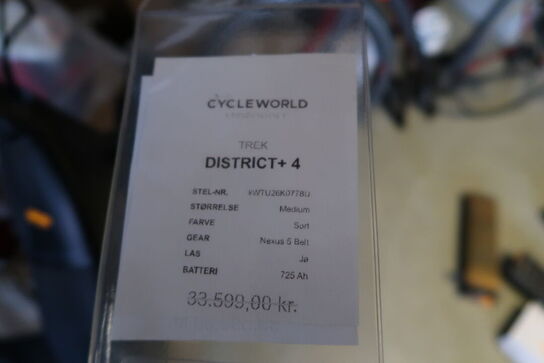 CYCLEWORLD
TREK
DISTRICT+ 4
STEL-NR. #WTU26K0778U
STØRRELSE Medium
FARVE Sort
GEAR Nexus 5 Belt
LÅS Ja
BATTERI 725 Ah
33.599,00 kr.